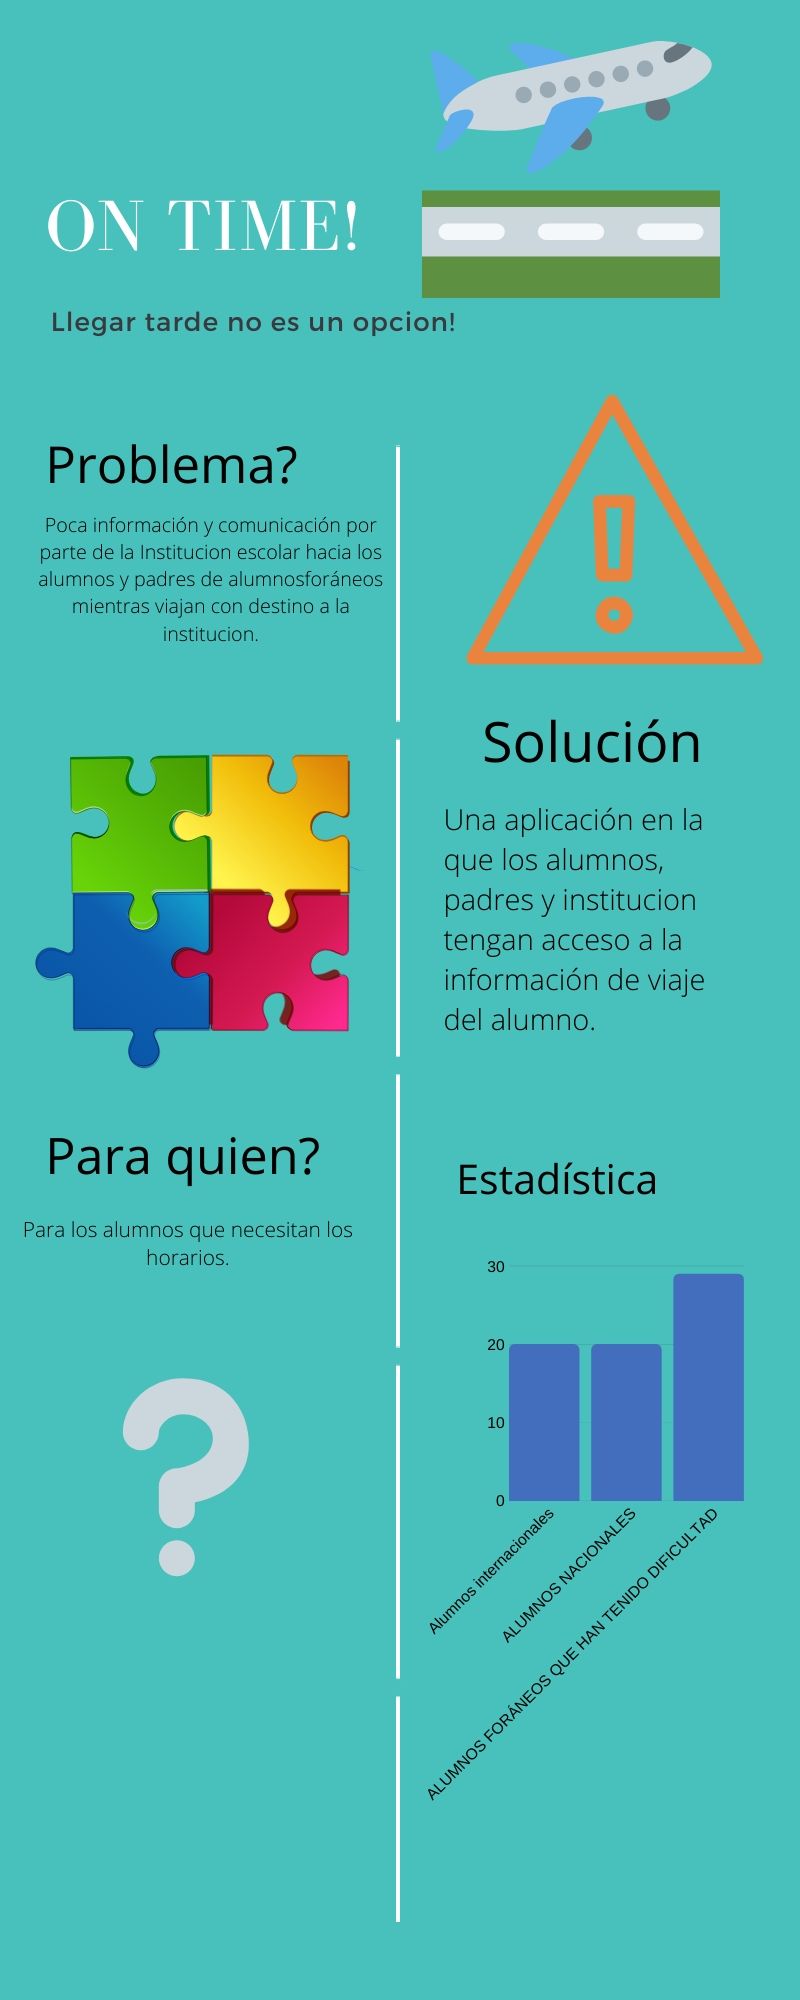 ON TIME!
Llegar tarde no es un opcion!
Problema?
Poca información y comunicación por
parte de la Institucion escolar hacia los
alumnos y padres de alumnosforáneos
mientras viajan con destino a la
institucion.
Solución
Una aplicación en la
que los alumnos,
padres y institucion
tengan acceso a la
información de viaje
del alumno.
Para quien?
Para los alumnos que necesitan los
horarios.
Estadística
30
20
10
0
Alumnos internacionales
ALUMNOS NACIONALES
ALUMNOS FORÁNEOS QUE HAN TENIDO DIFICULTAD